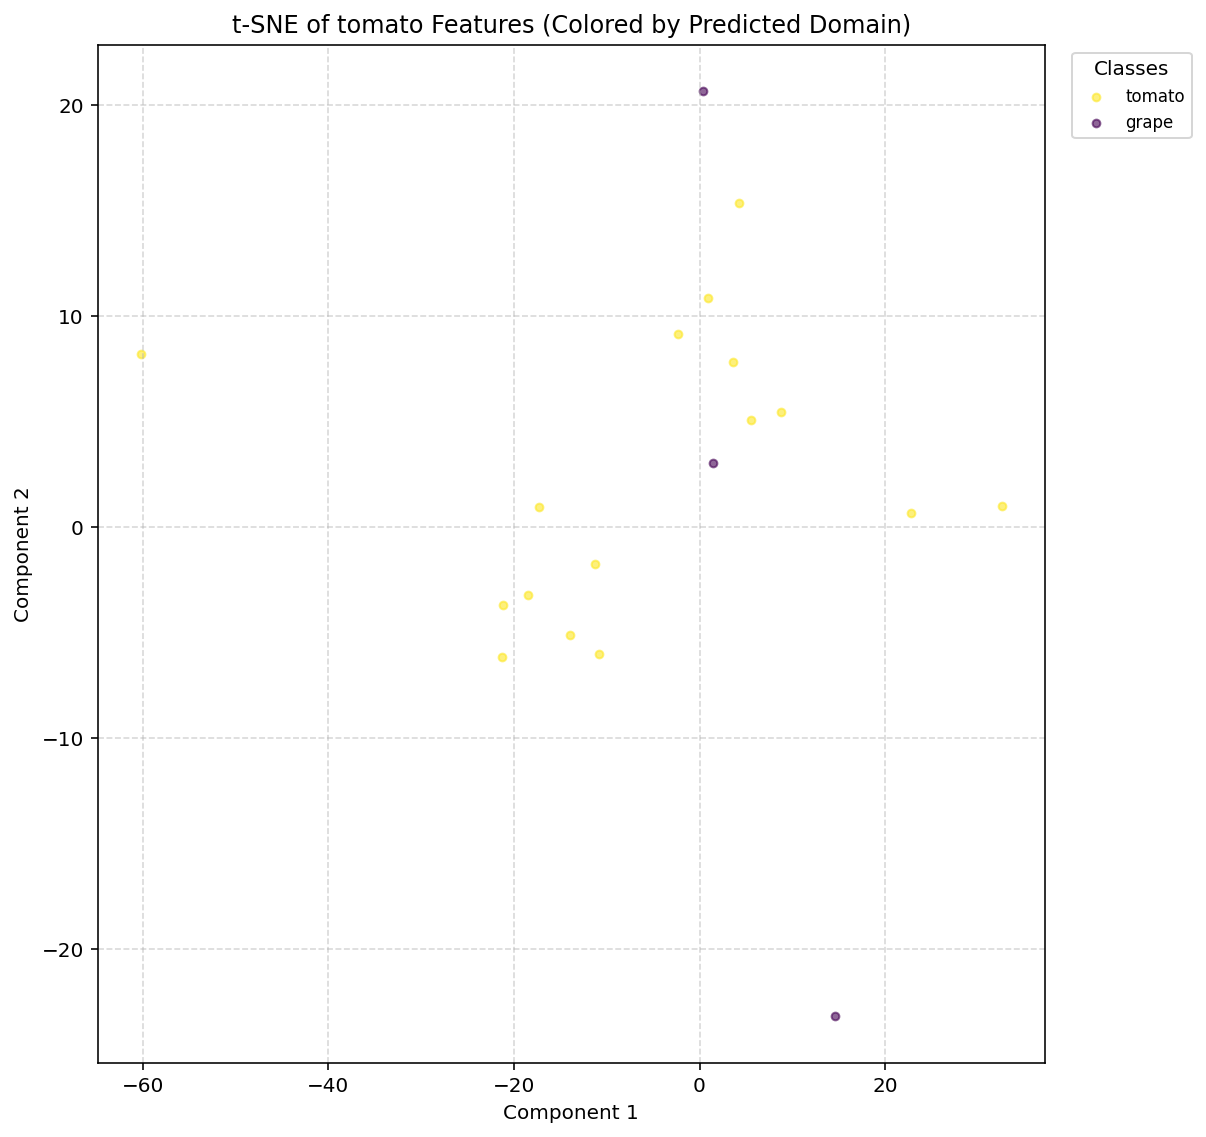 t-SNE of tomato Features (Colored by Predicted Domain)
Classes
tomato
grape
20
10
0
−10
−20
Component 2
−60
−40
−20
0
20
Component 1